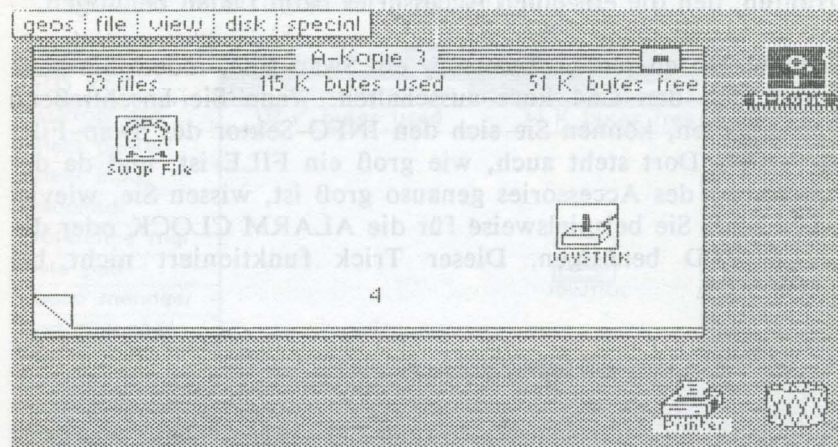 geos file view disk special
A-Kopie 3
23 files 115 K bytes used 51 K bytes free
A-Kopie
Swap File
JOYSTICK
4
Printer